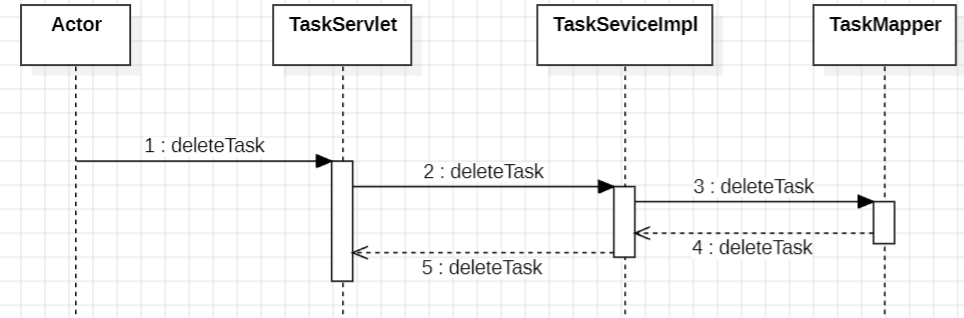 Actor
TaskServlet
TaskSeviceImpl
TaskMapper
1 : deleteTask
2 : deleteTask
3 : deleteTask
4 : deleteTask
5 : deleteTask